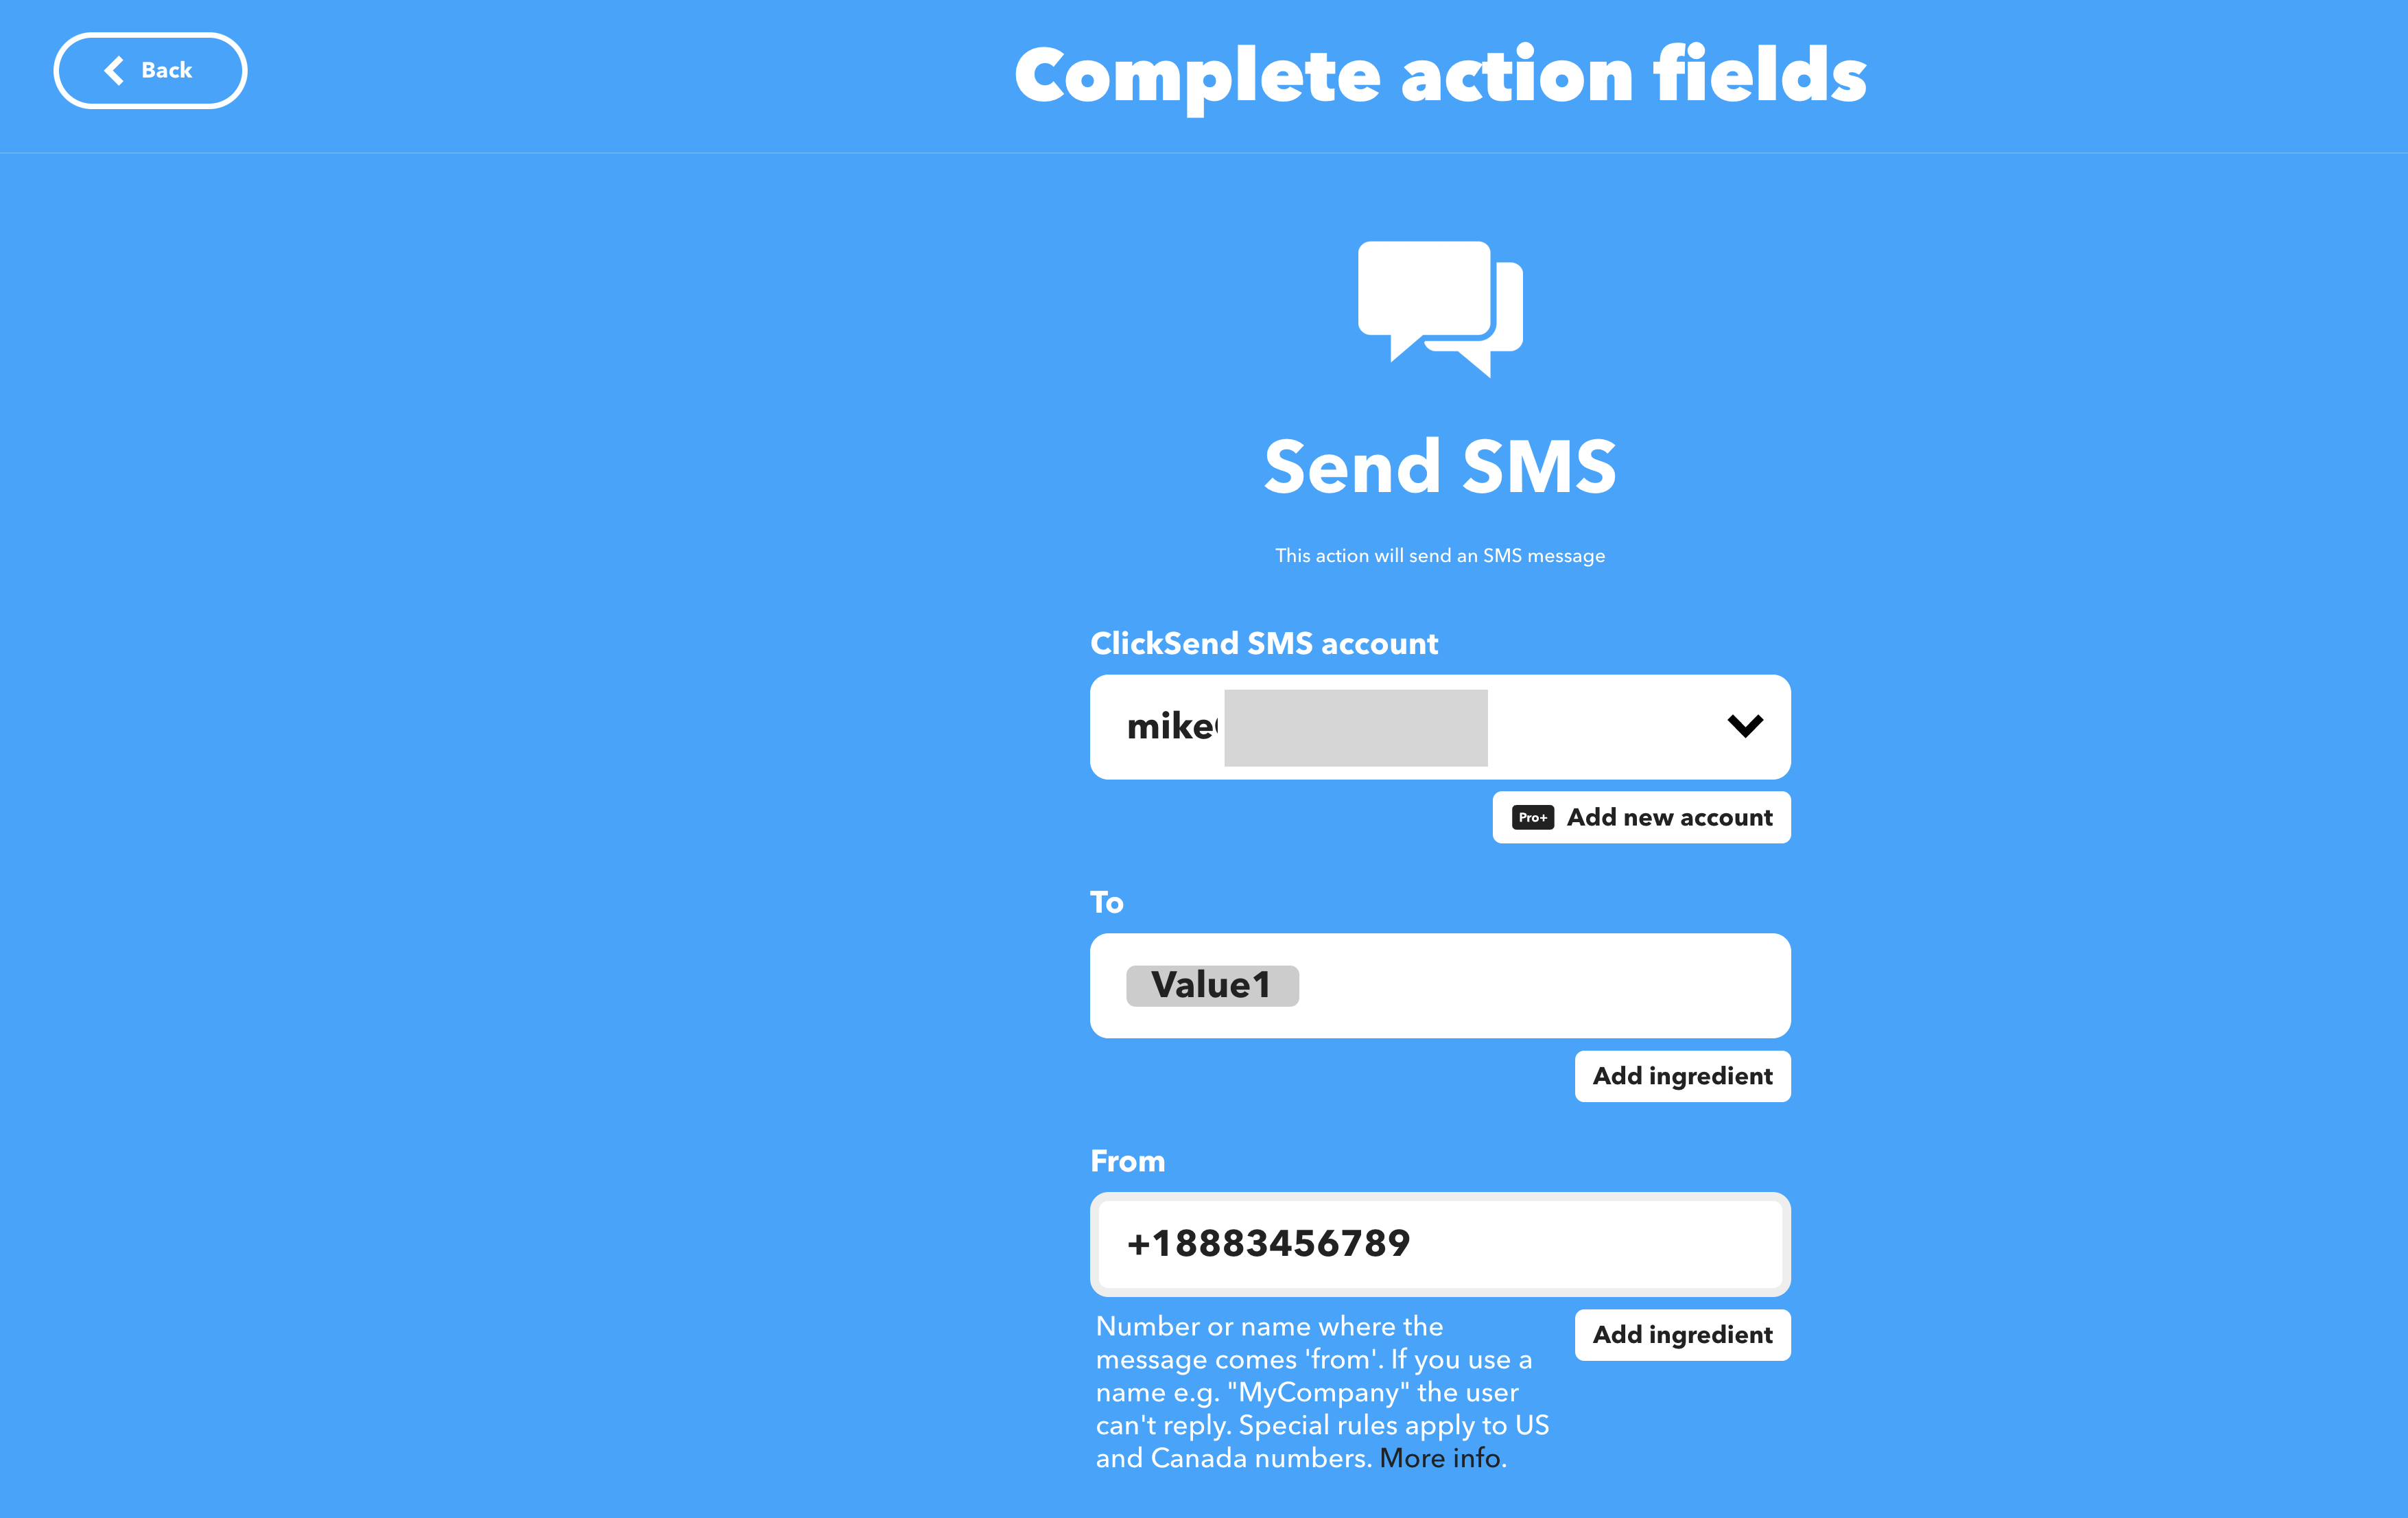 Back
Complete action fields
Send SMS
This action will send an SMS message
ClickSend SMS account
mike
Pro+ Add new account
To
Value1
Add ingredient
From
+18883456789
Number or name where the
message comes 'from'. If you use a
name e.g. "MyCompany" the user
can't reply. Special rules apply to US
and Canada numbers. More info.
Add ingredient